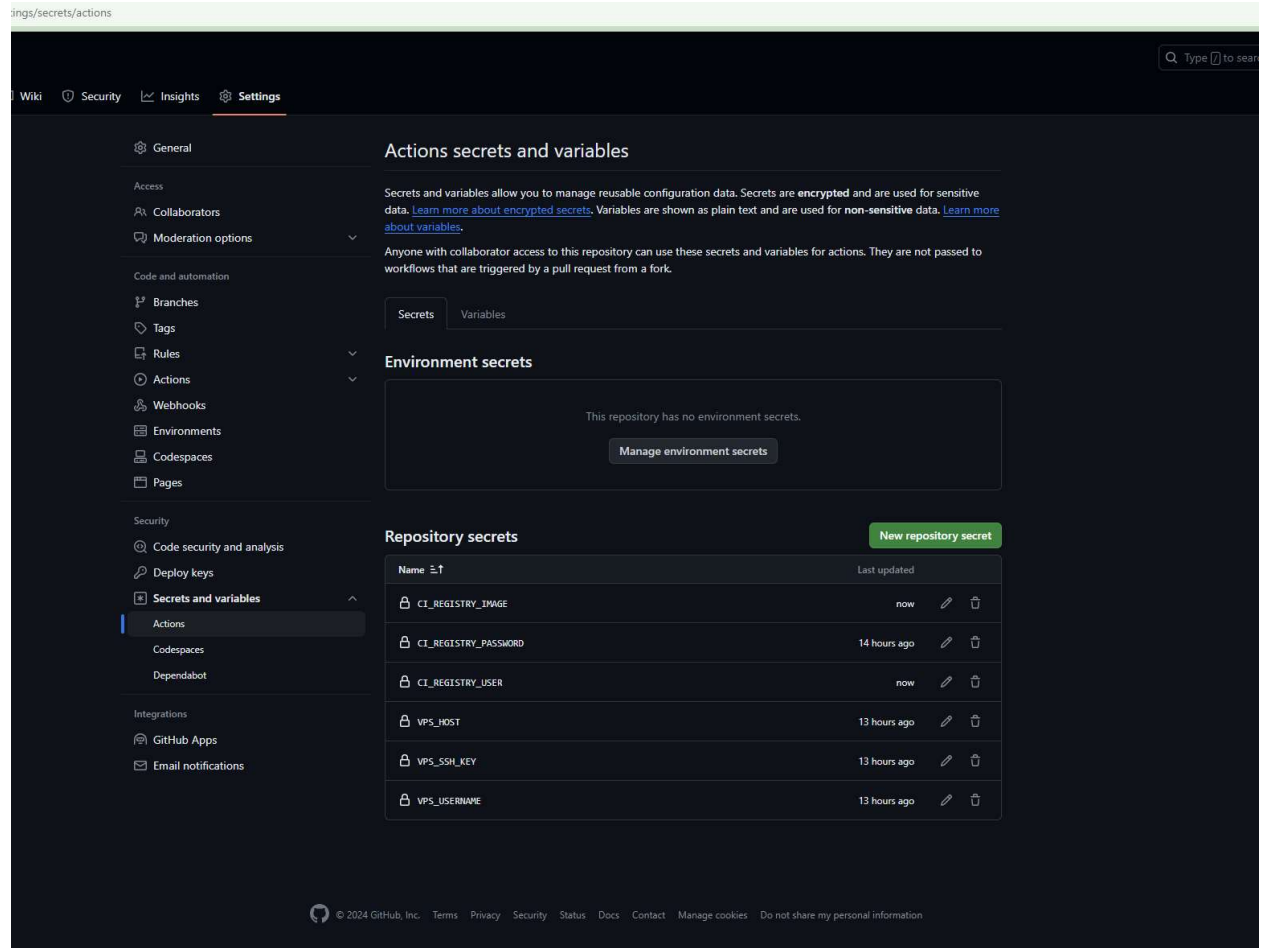 ings/secrets/actions
Type / to sear
Wiki Security Insights Settings
General
Access
Collaborators
Moderation options
Code and automation
Branches
Tags
Rules
Actions
Webhooks
Environments
Codespaces
Pages
Security
Code security and analysis
Deploy keys
Secrets and variables
Actions
Codespaces
Dependabot
Integrations
GitHub Apps
Email notifications
Actions secrets and variables
Secrets and variables allow you to manage reusable configuration data. Secrets are encrypted and are used for sensitive
data. Learn more about encrypted secrets. Variables are shown as plain text and are used for non-sensitive data. Learn more
about variables.
Anyone with collaborator access to this repository can use these secrets and variables for actions. They are not passed to
workflows that are triggered by a pull request from a fork.
Secrets Variables
Environment secrets
This repository has no environment secrets.
Manage environment secrets
Repository secrets New repository secret
Name Last updated
CI_REGISTRY_IMAGE now
CI_REGISTRY_PASSWORD 14 hours ago
CI_REGISTRY_USER now
VPS_HOST 13 hours ago
VPS_SSH_KEY 13 hours ago
VPS_USERNAME 13 hours ago
© 2024 GitHub, Inc. Terms Privacy Security Status Docs Contact Manage cookies Do not share my personal information